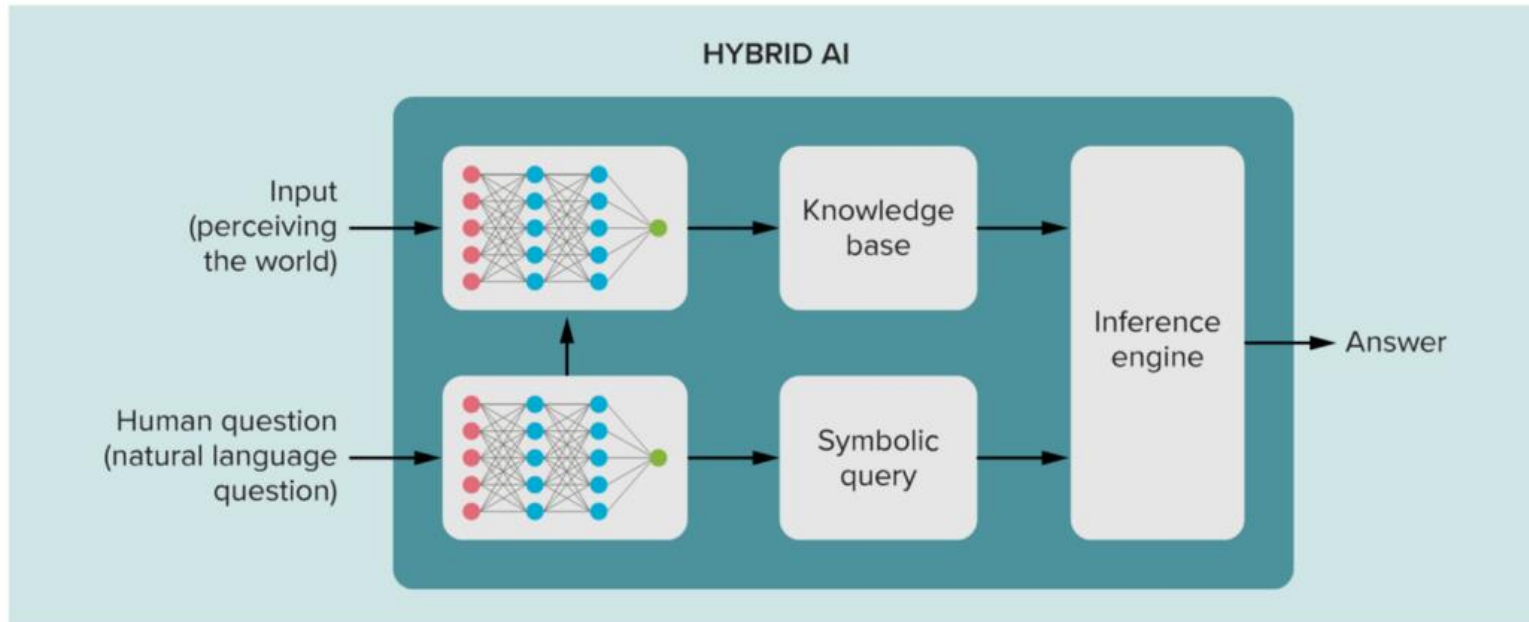 HYBRID AI
Input
(perceiving
the world)
Knowledge
base
Inference
engine
Answer
Human question
(natural language
question)
Symbolic
query